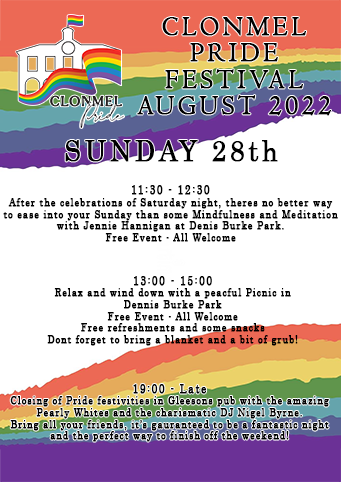 CLONMEL
PRIDE
FESTIVAL
AUGUST 2022
CLONMEL
Pride
SUNDAY 28th
11:30 - 12:30
After the celebrations of Saturday night, theres no better way
to ease into your Sunday than some Mindfulness and Meditation
with Jennie Hannigan at Denis Burke Park.
Free Event - All Welcome
13:00 - 15:00
Relax and wind down with a peacful Picnic in
Dennis Burke Park
Free Event - All Welcome
Free refreshments and some snacks
Dont forget to bring a blanket and a bit of grub!
19:00 - Late
Closing of Pride festivities in Gleesons pub with the amazing
Pearly Whites and the charismatic DJ Nigel Byrne.
Bring all your friends, it's gauranteed to be a fantastic night
and the perfect way to finish off the weekend!